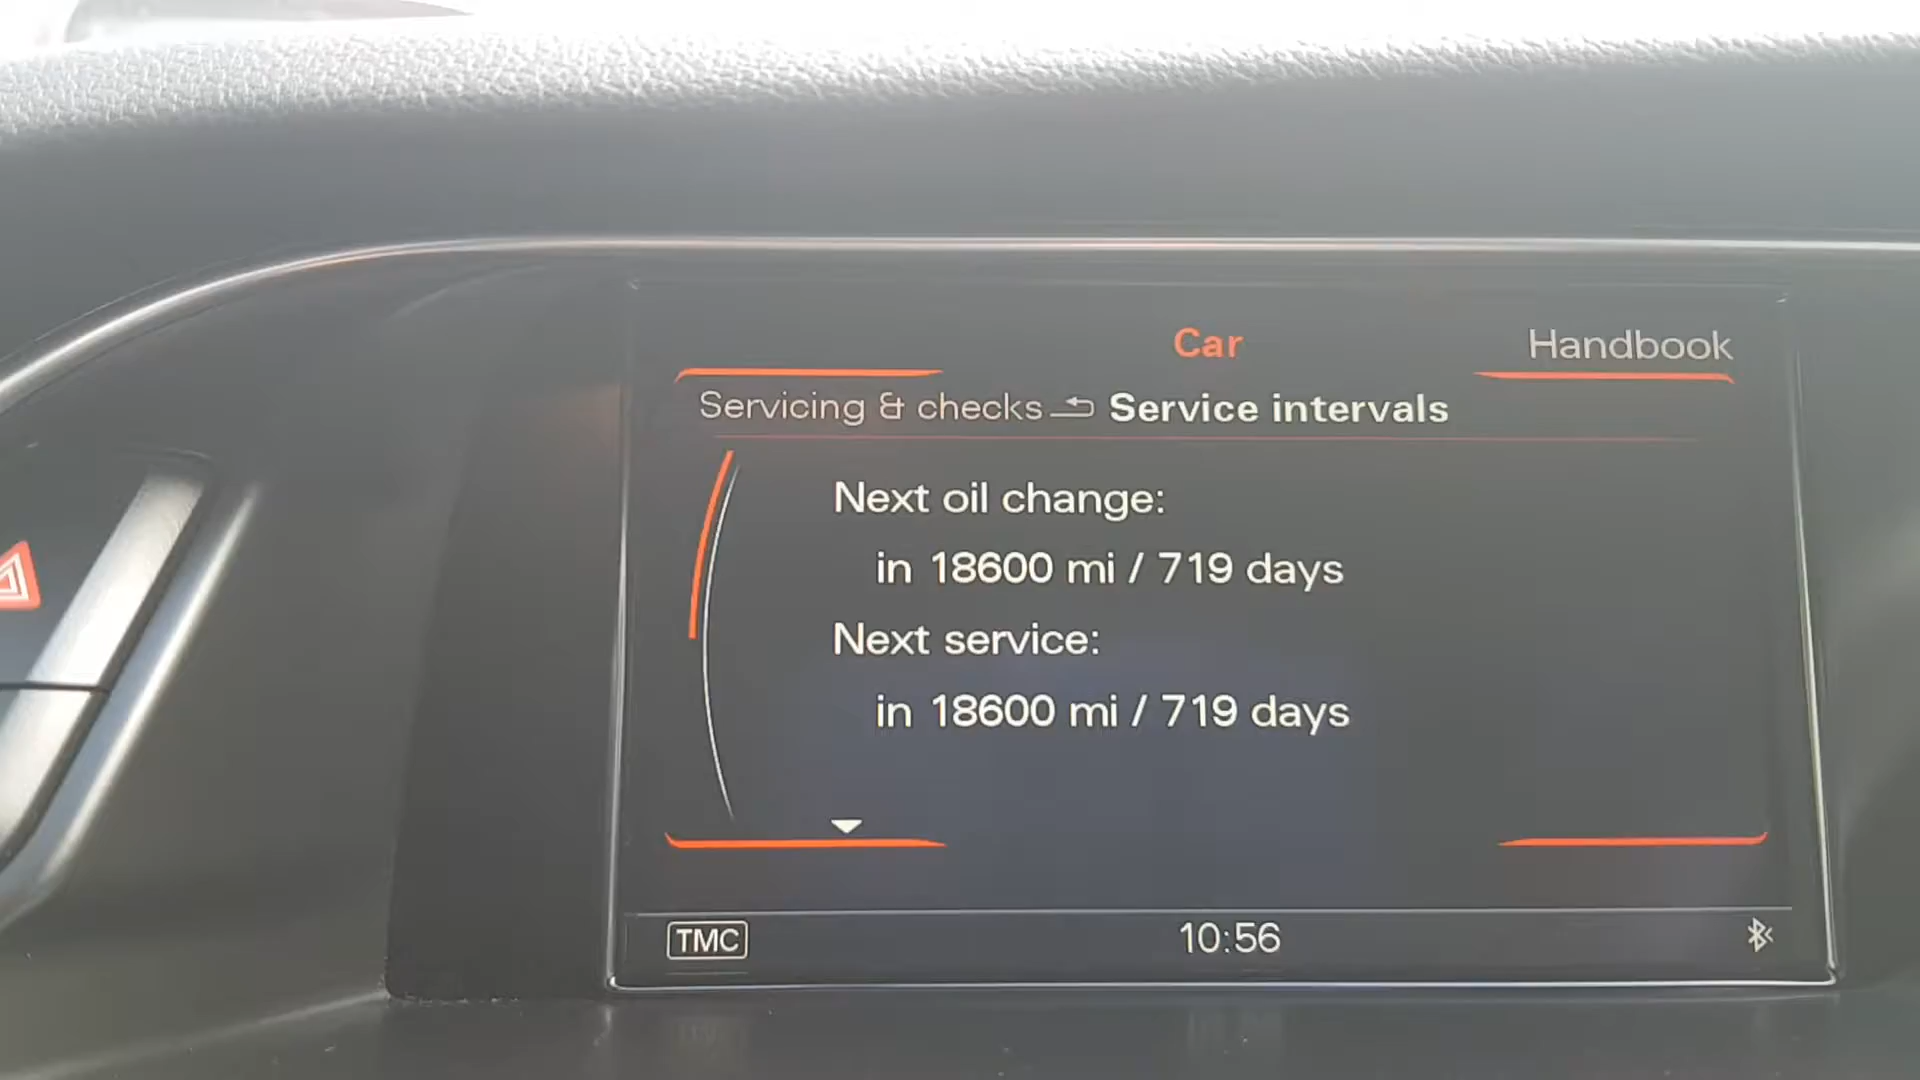 Car
Handbook
Servicing & checks Service intervals
Next oil change:
in 18600 mi / 719 days
Next service:
in 18600 mi / 719 days
TMC
10:56